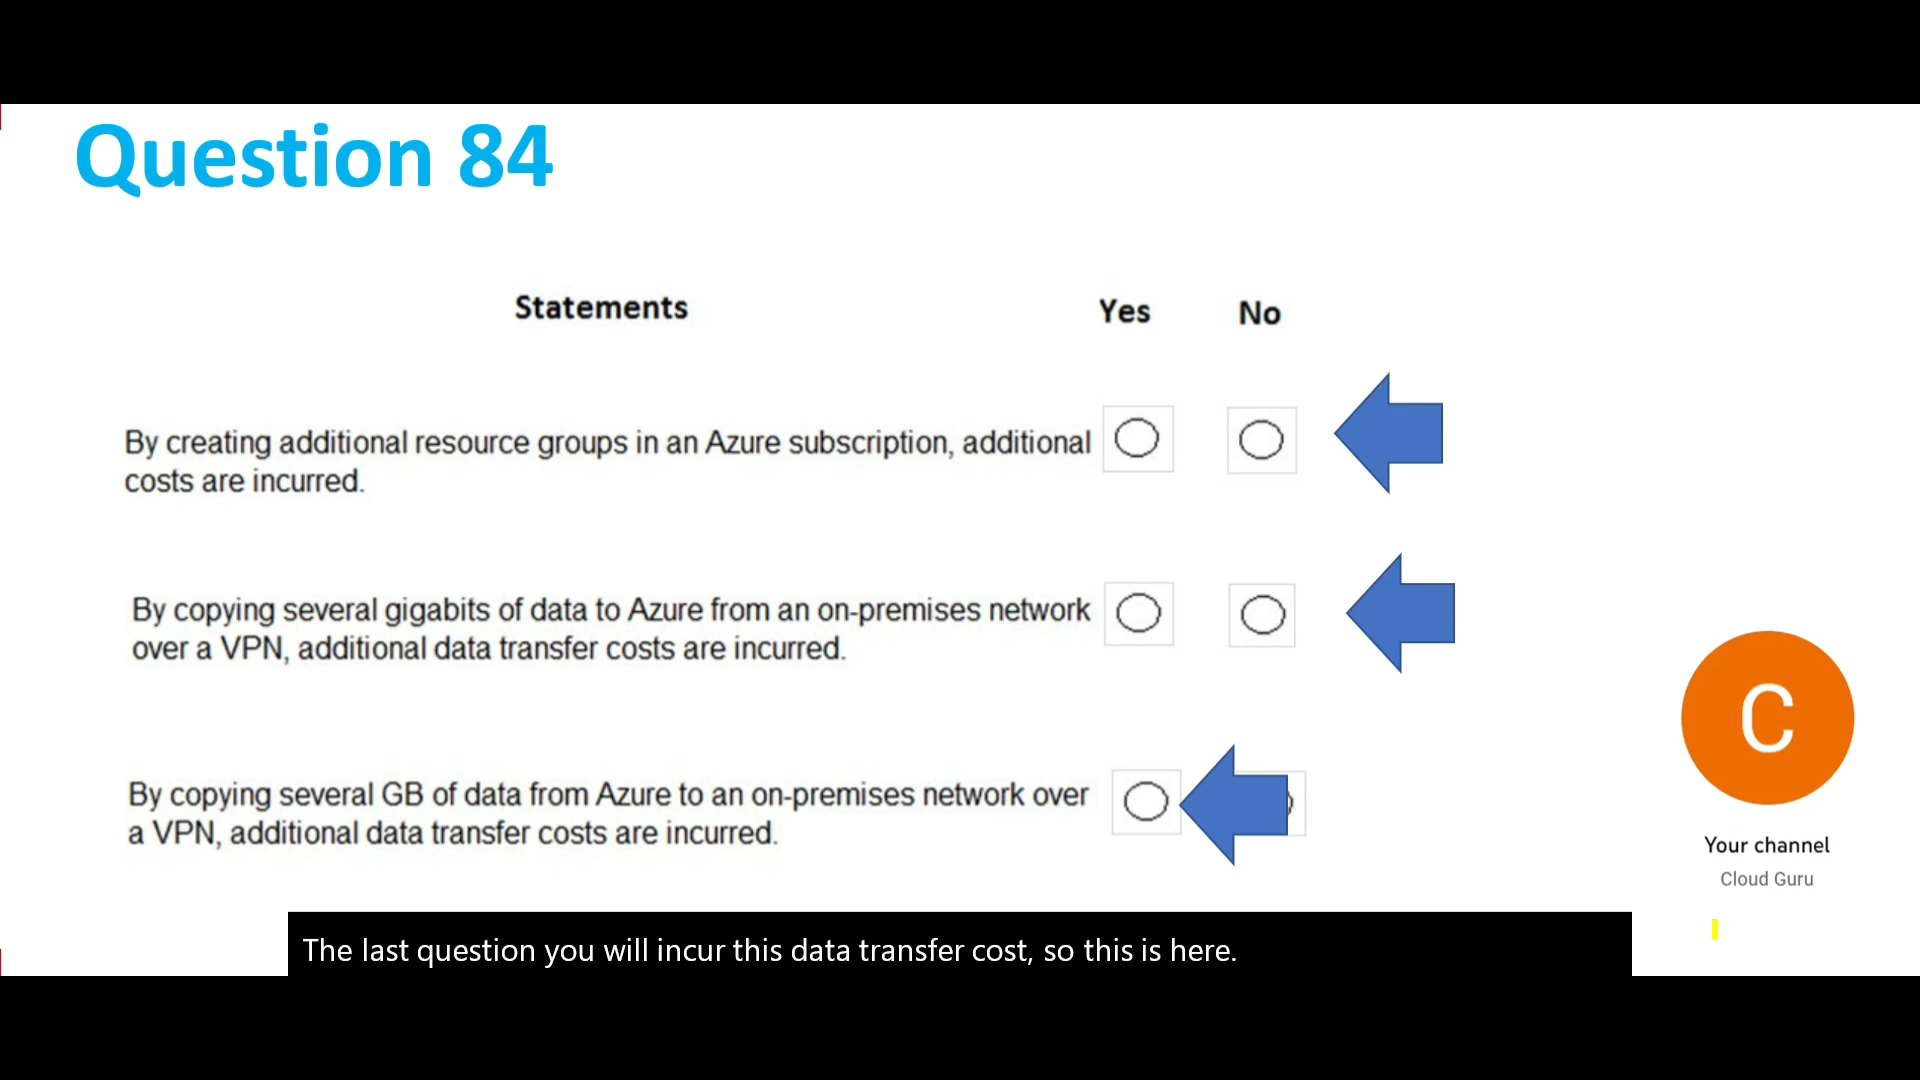 Question 84
Statements Yes No
By creating additional resource groups in an Azure subscription, additional
costs are incurred.
By copying several gigabits of data to Azure from an on-premises network
over a VPN, additional data transfer costs are incurred.
By copying several GB of data from Azure to an on-premises network over
a VPN, additional data transfer costs are incurred.
C
Your channel
Cloud Guru
The last question you will incur this data transfer cost, so this is here.